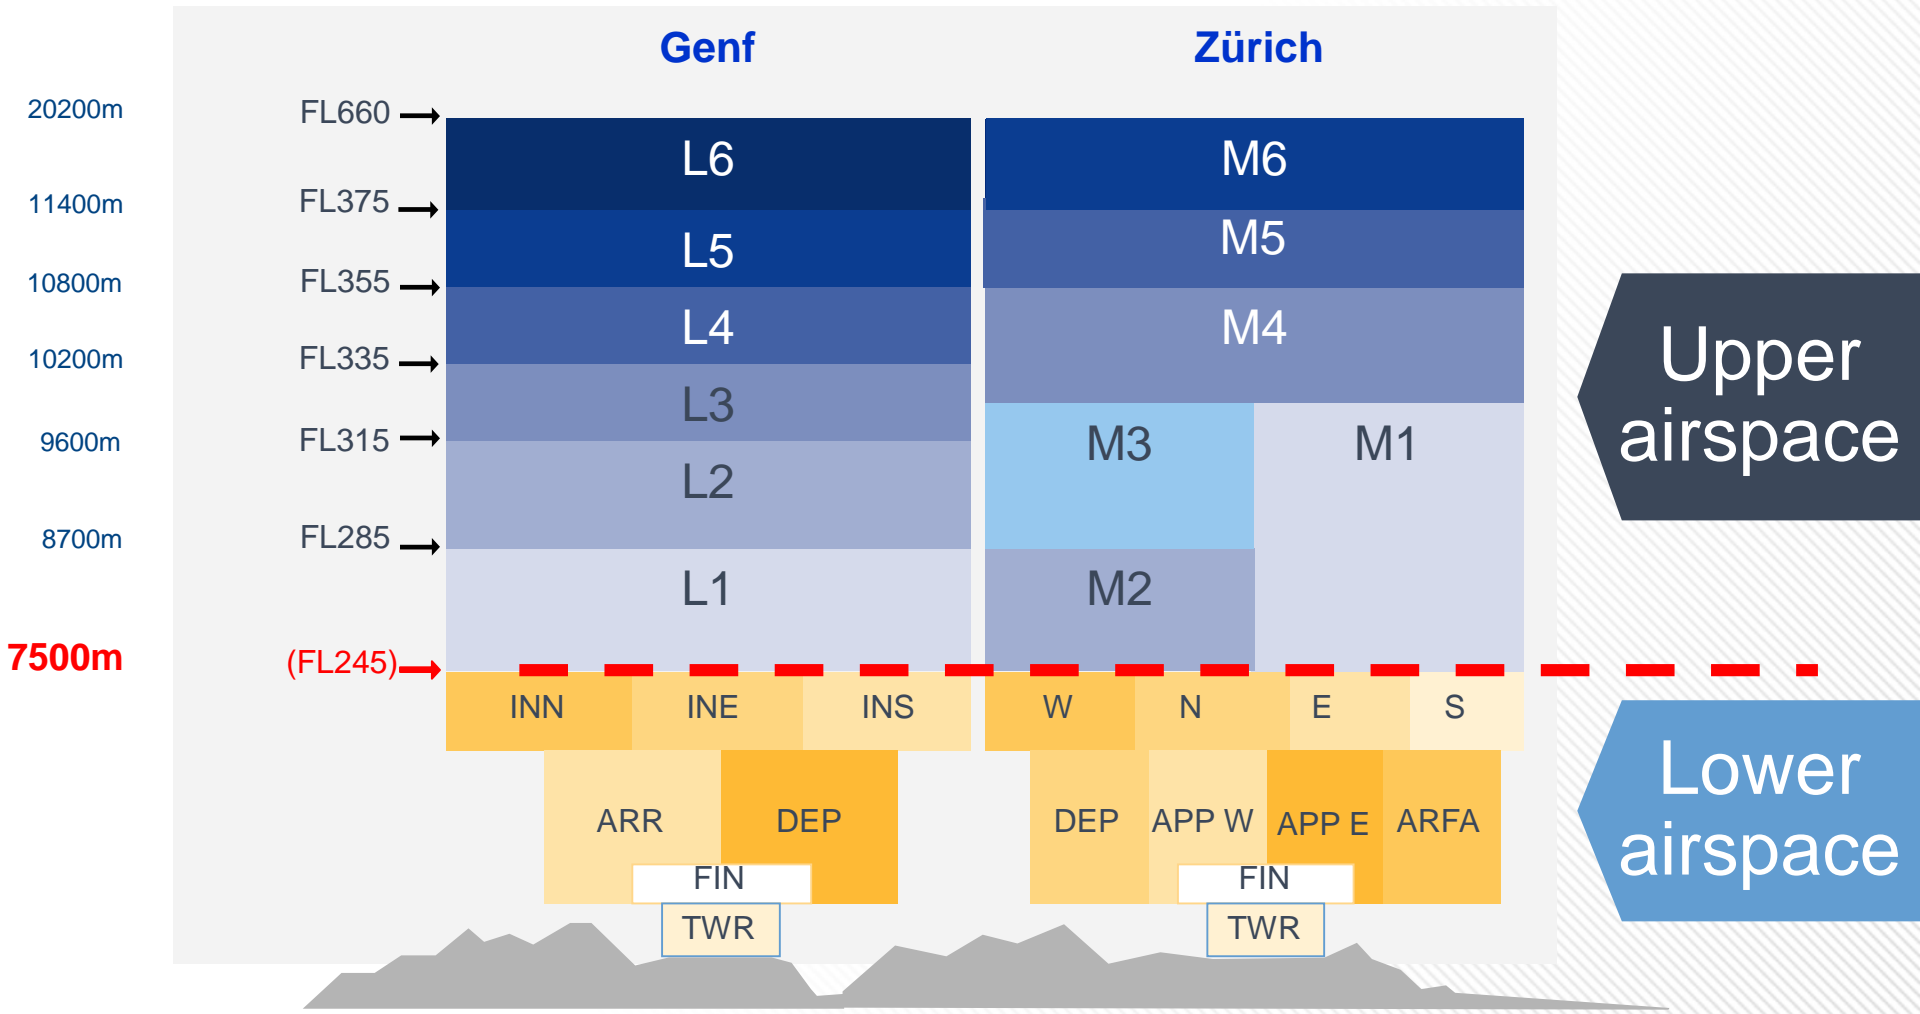 Genf
Zürich
20200m
FL660
L6
M6
11400m
FL375
L5
M5
10800m
FL355
L4
M4
10200m
FL335
L3
9600m
FL315
M3
M1
L2
8700m
FL285
L1
M2
7500m
(FL245)
Upper
airspace
INN
INE
INS
W
N
E
S
ARR
DEP
DEP
APP W
APP E
ARFA
FIN
FIN
TWR
TWR
Lower
airspace